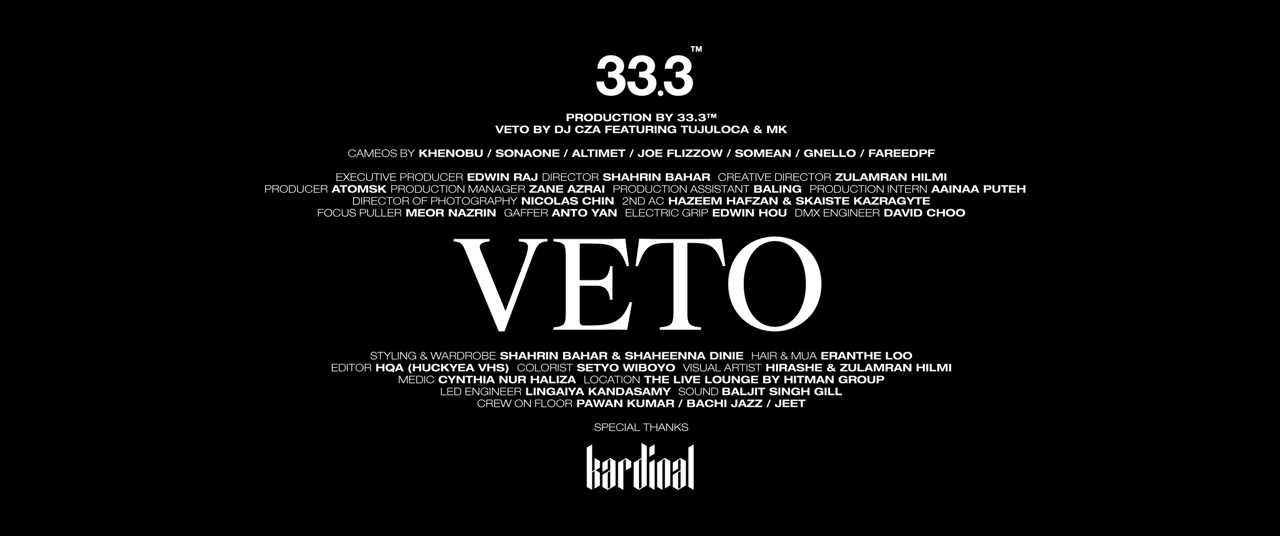 33.3™
PRODUCTION BY 33.3™
VETO BY DJ CZA FEATURING TUJULOCA & MK
CAMEOS BY KHENOBU / SONAONE / ALTIMET / JOE FLIZZOW / SOMEAN / GNELLO / FAREEDPF
EXECUTIVE PRODUCER EDWIN RAJ DIRECTOR SHAHRIN BAHAR CREATIVE DIRECTOR ZULAMRAN HILMI
PRODUCER ATOMSK PRODUCTION MANAGER ZANE AZRAI PRODUCTION ASSISTANT BALING PRODUCTION INTERN AAINAA PUTEH
DIRECTOR OF PHOTOGRAPHY NICOLAS CHIN 2ND AC HAZEEM HAFZAN & SKAISTE KAZRAGYTE
FOCUS PULLER MEOR NAZRIN GAFFER ANTO YAN ELECTRIC GRIP EDWIN HOU DMX ENGINEER DAVID CHOO
VETO
STYLING & WARDROBE SHAHRIN BAHAR & SHAHEENNA DINIE HAIR & MUA ERANTHE LOO
EDITOR HQA (HUCKYEA VHS) COLORIST SETYO WIBOYO VISUAL ARTIST HIRASHE & ZULAMRAN HILMI
MEDIC CYNTHIA NUR HALIZA LOCATION THE LIVE LOUNGE BY HITMAN GROUP
LED ENGINEER LINGAIYA KANDASAMY SOUND BALJIT SINGH GILL
CREW ON FLOOR PAWAN KUMAR / BACHI JAZZ / JEET
SPECIAL THANKS
kardinal